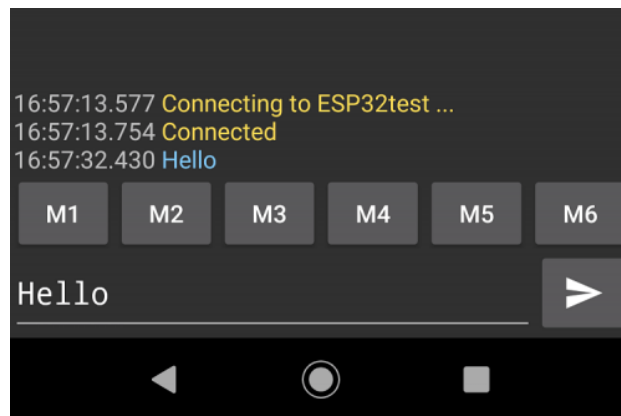 16:57:13.577 Connecting to ESP32test ...
16:57:13.754 Connected
16:57:32.430 Hello
M1 M2 M3 M4 M5 M6
Hello